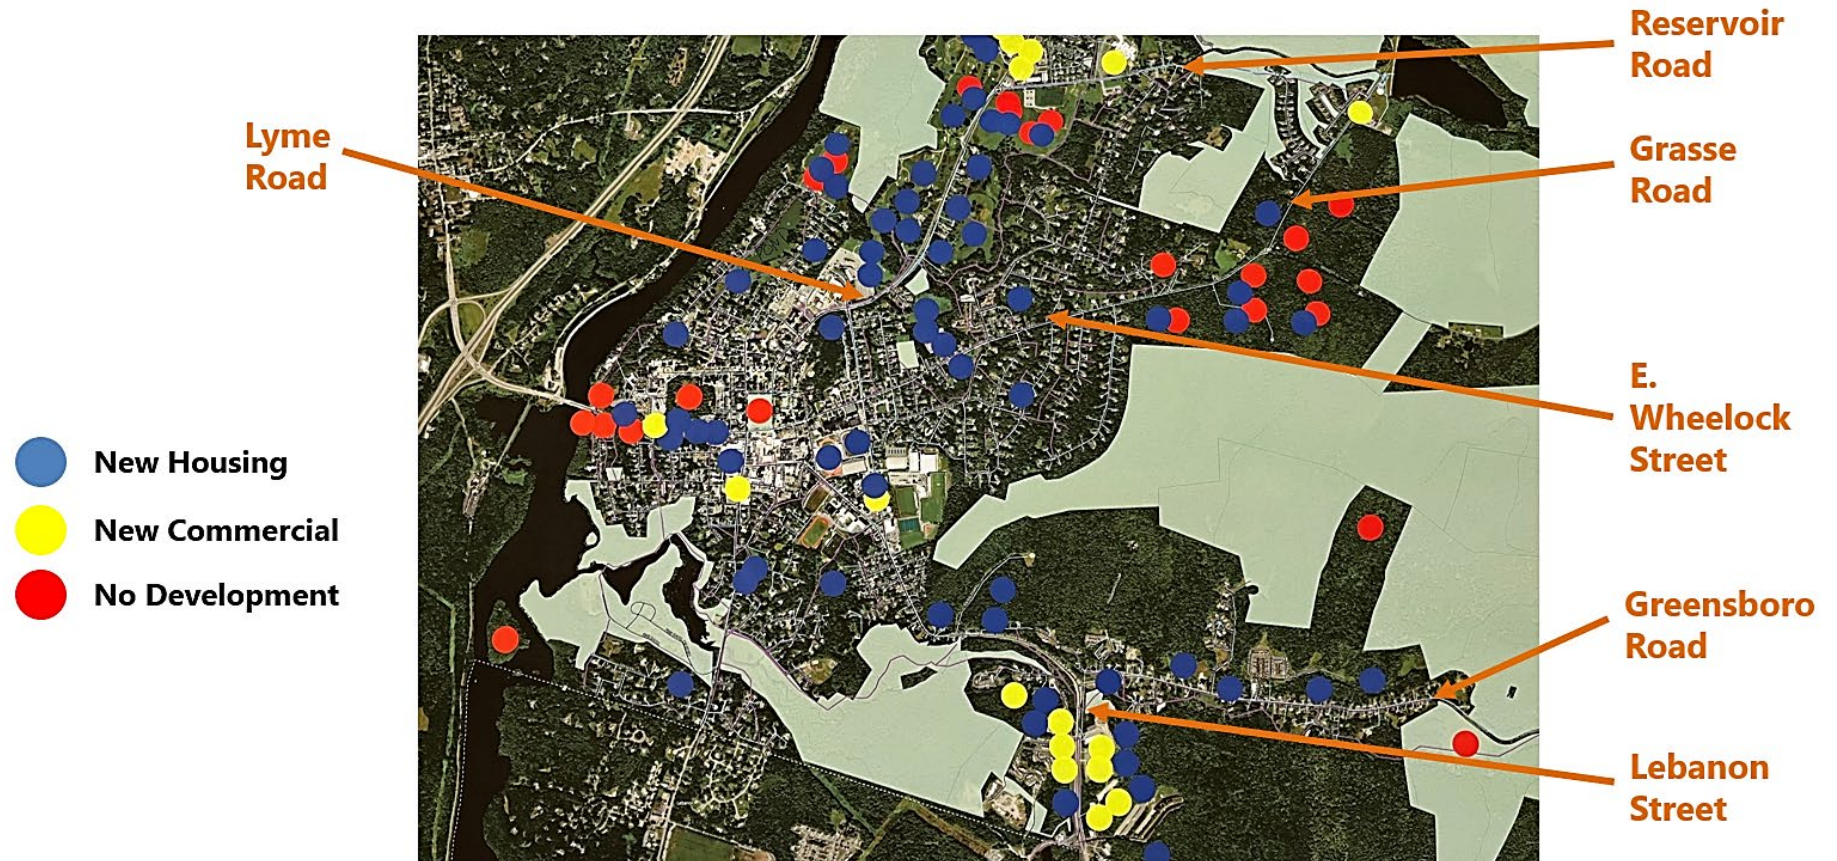 Reservoir
Road
Lyme
Road
Grasse
Road
E.
Wheelock
Street
New Housing
New Commercial
No Development
Greensboro
Road
Lebanon
Street